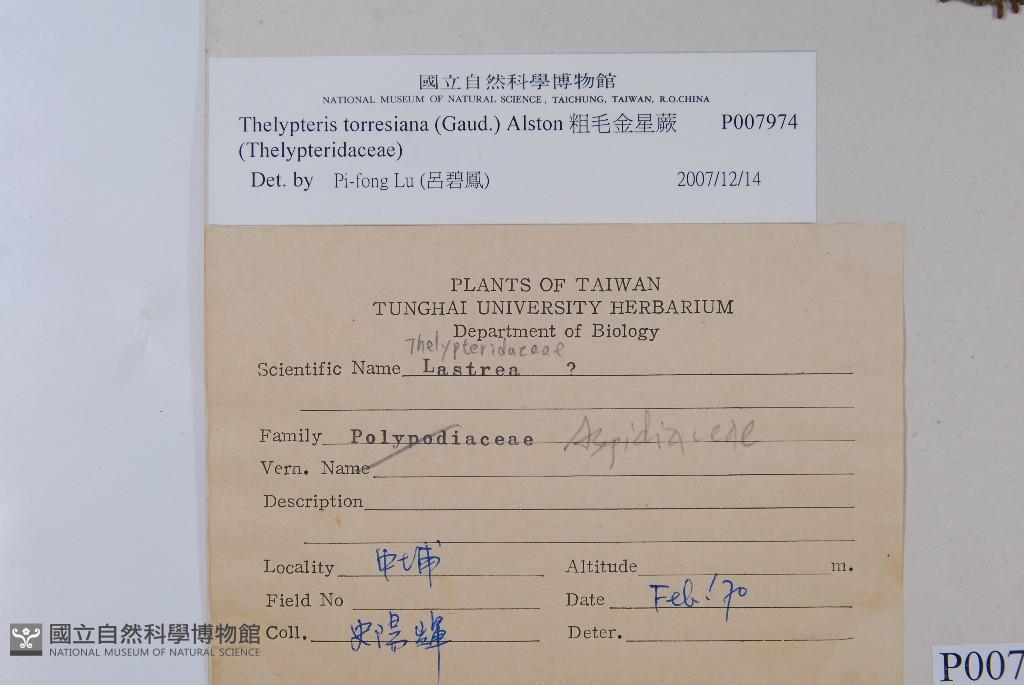 國立自然科學博物館
NATIONAL MUSEUM OF NATURAL SCIENCE, TAICHUNG, TAIWAN, R.O.CHINA
Thelypteris torresiana (Gaud.) Alston 粗毛金星蕨 P007974
(Thelypteridaceae)
Det. by Pi-fong Lu (呂碧鳳) 2007/12/14
PLANTS OF TAIWAN
TUNGHAI UNIVERSITY HERBARIUM
Department of Biology
Thelypteridaceae
Scientific Name Lastrea ?
Family Polypodiaceae Aspidiaceae
Vern. Name
Description
Locality 中埔 Altitude m.
Field No Date Feb. '70
Coll. 史陽輝 Deter.
國立自然科學博物館
NATIONAL MUSEUM OF NATURAL SCIENCE
P007